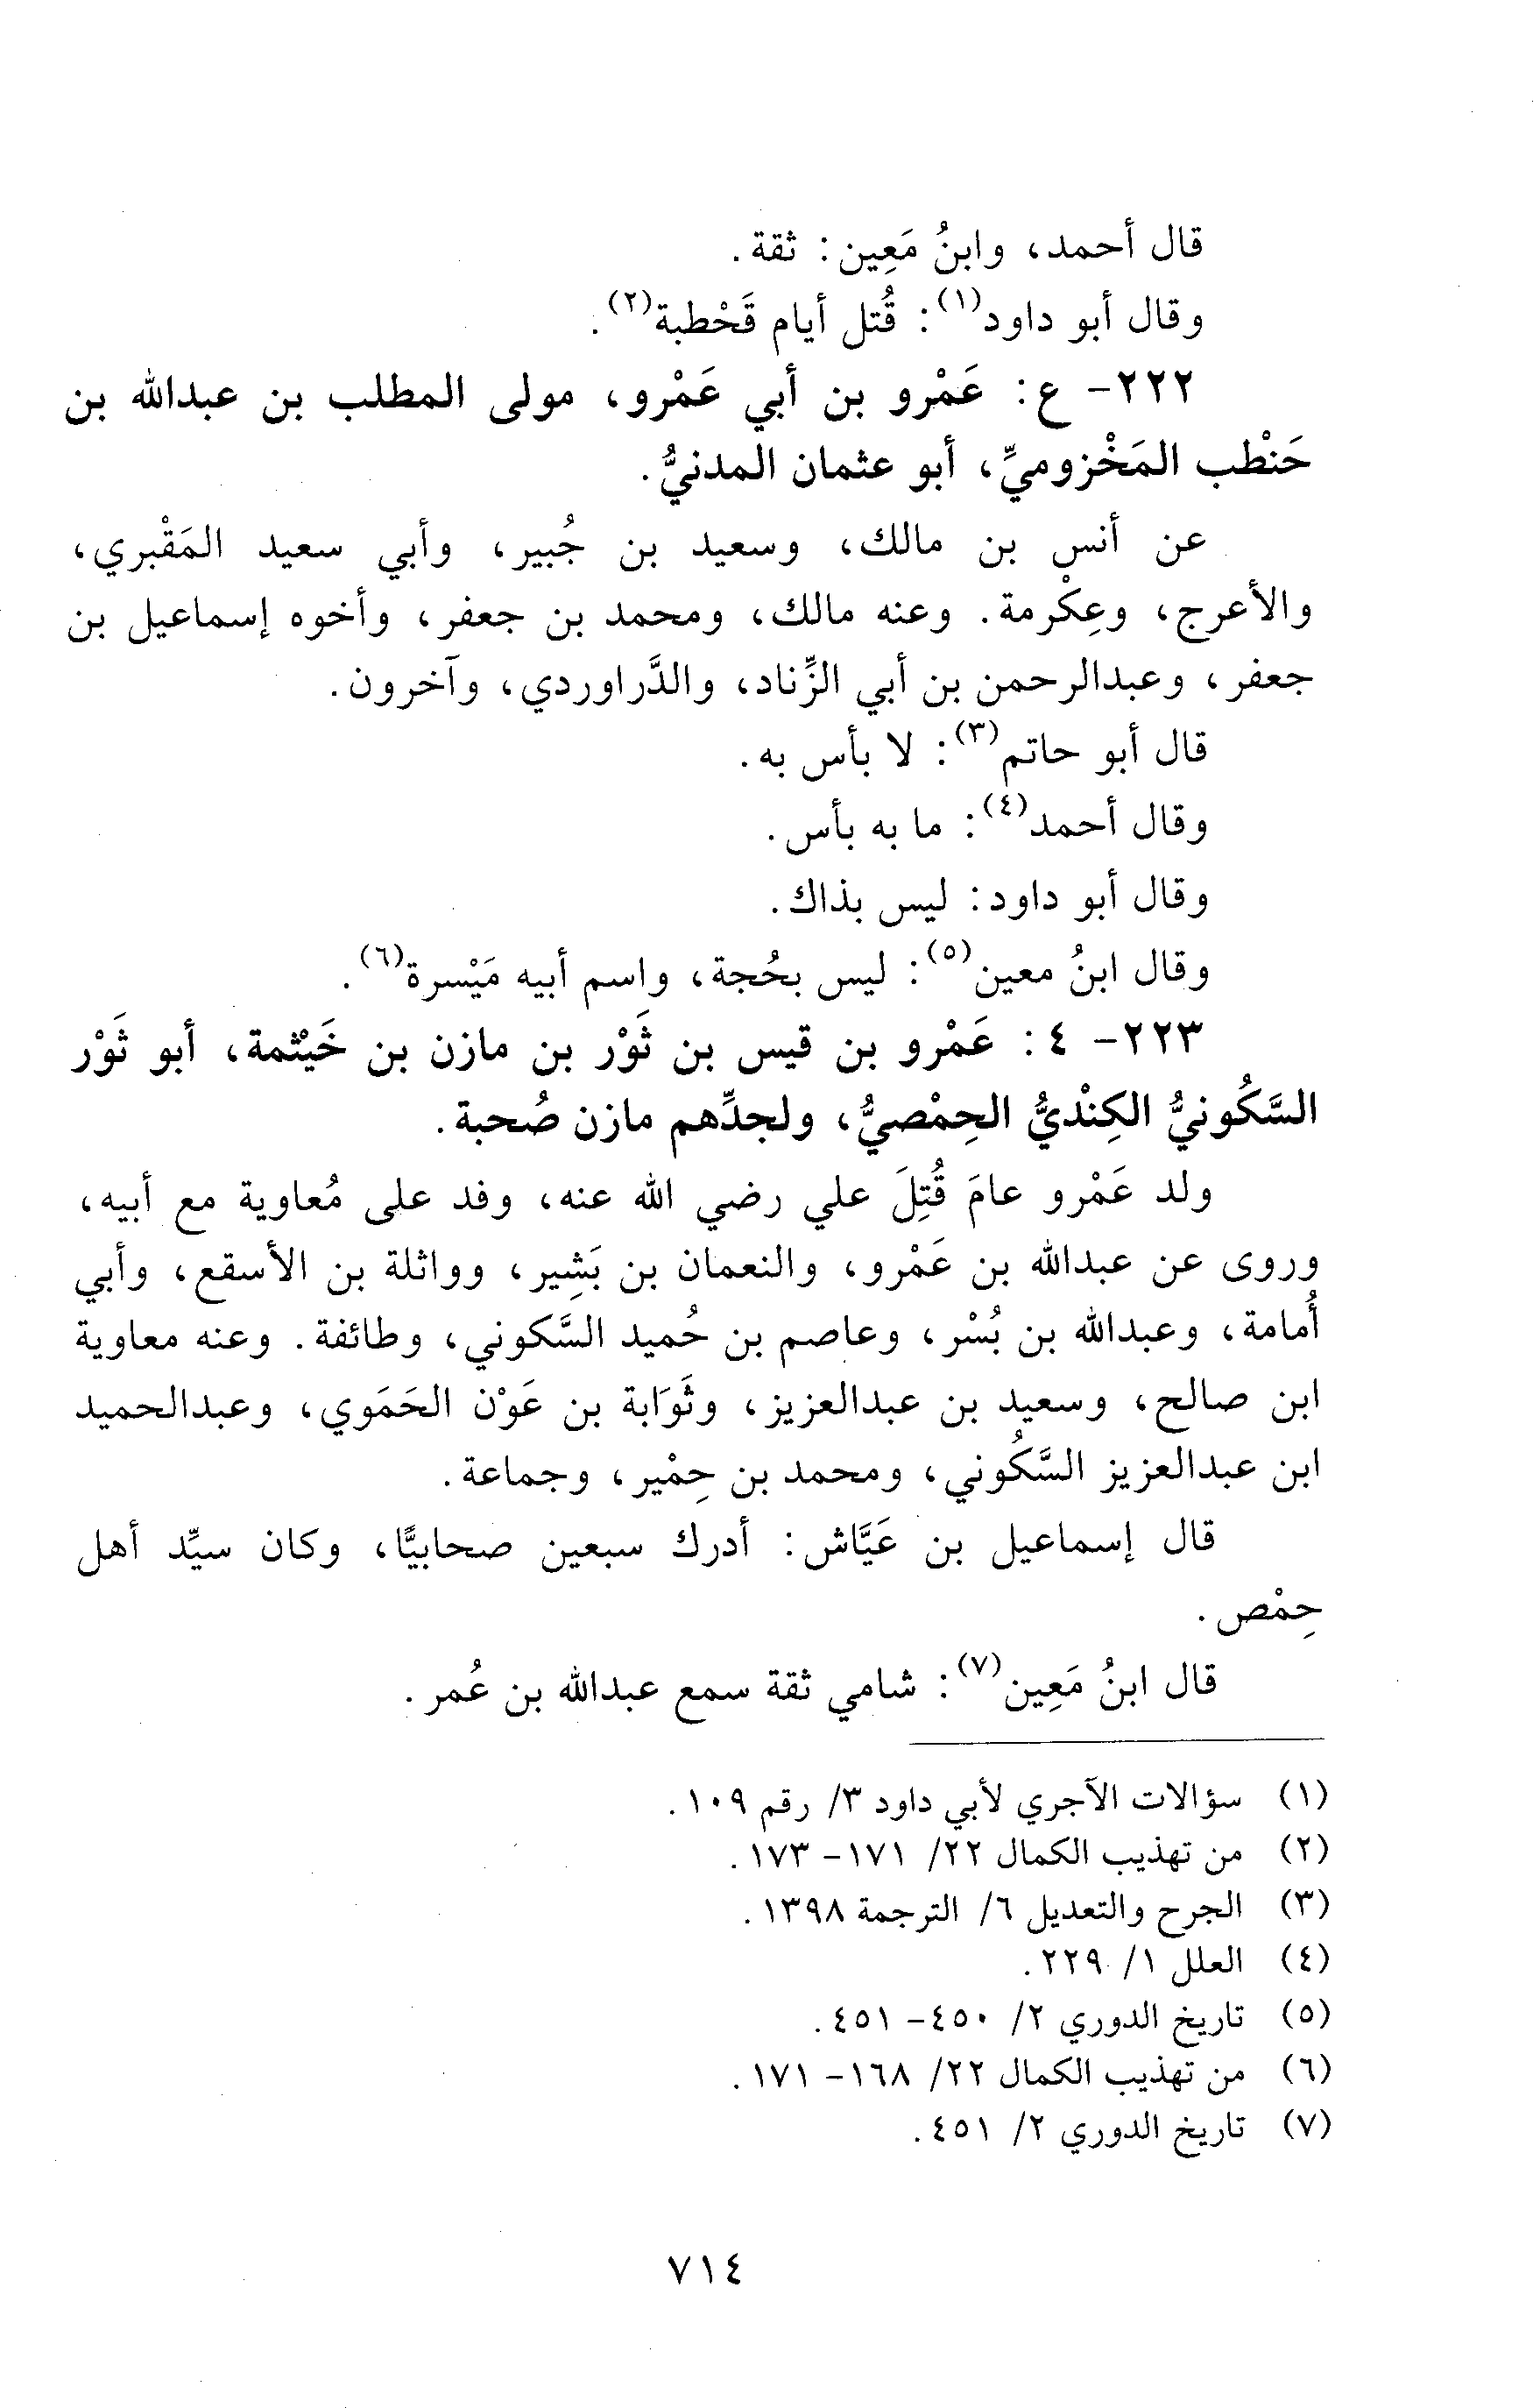 قال أحمد، وابنُ مَعِين: ثقة.
وقال أبو داود(١): قُتل أيام قَحْطبة(٢).
٢٢٢- ع: عَمْرو بن أبي عَمْرو، مولى المطلب بن عبدالله بن
حَنْطب المَخْزوميِّ، أبو عثمان المدنيُّ.
عن أنس بن مالك، وسعيد بن جُبير، وأبي سعيد المَقْبري،
والأعرج، وعِكْرمة. وعنه مالك، ومحمد بن جعفر، وأخوه إسماعيل بن
جعفر، وعبدالرحمن بن أبي الزِّناد، والدَّراوردي، وآخرون.
قال أبو حاتم(٣): لا بأس به.
وقال أحمد(٤): ما به بأس.
وقال أبو داود: ليس بذاك.
وقال ابنُ معين(٥): ليس بحُجة، واسم أبيه مَيْسرة(٦).
٢٢٣- ٤: عَمْرو بن قيس بن ثَوْر بن مازن بن خَيْثمة، أبو ثَوْر
السَّكُونيُّ الكِنْديُّ الحِمْصيُّ، ولجدِّهم مازن صُحبة.
ولد عَمْرو عامَ قُتِلَ علي رضي الله عنه، وفد على مُعاوية مع أبيه،
وروى عن عبدالله بن عَمْرو، والنعمان بن بَشِير، وواثلة بن الأسقع، وأبي
أُمامة، وعبدالله بن بُسْر، وعاصم بن حُميد السَّكوني، وطائفة. وعنه معاوية
ابن صالح، وسعيد بن عبدالعزيز، وثَوَابة بن عَوْن الحَمَوي، وعبدالحميد
ابن عبدالعزيز السَّكُوني، ومحمد بن حِمْير، وجماعة.
قال إسماعيل بن عَيَّاش: أدرك سبعين صحابيًّا، وكان سيِّد أهل
حِمْص.
قال ابنُ مَعِين(٧): شامي ثقة سمع عبدالله بن عُمر.
(١) سؤالات الآجري لأبي داود ٣/ رقم ١٠٩.
(٢) من تهذيب الكمال ٢٢/ ١٧١- ١٧٣.
(٣) الجرح والتعديل ٦/ الترجمة ١٣٩٨.
(٤) العلل ١/ ٢٢٩.
(٥) تاريخ الدوري ٢/ ٤٥٠- ٤٥١.
(٦) من تهذيب الكمال ٢٢/ ١٦٨- ١٧١.
(٧) تاريخ الدوري ٢/ ٤٥١.
٧١٤